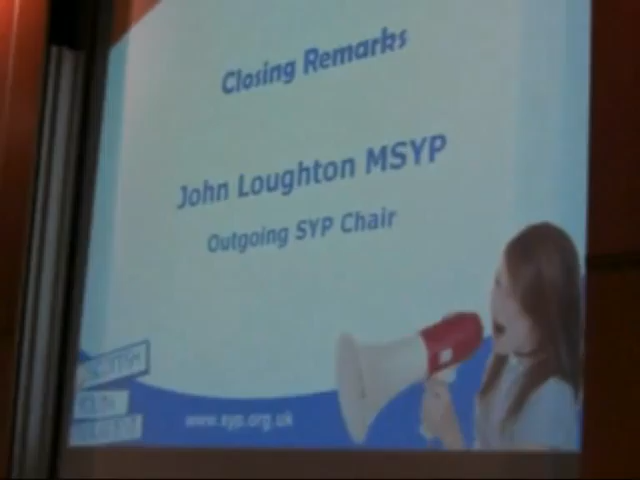 Closing Remarks
John Loughton MSYP
Outgoing SYP Chair
www.syp.org.uk